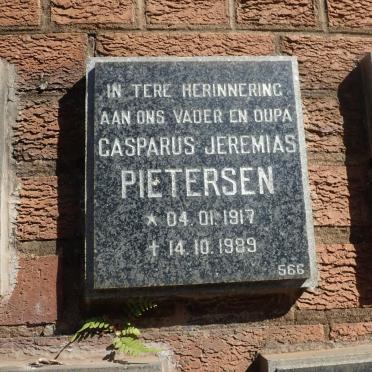 IN TERE HERINNERING
AAN ONS VADER EN OUPA
CASPARUS JEREMIAS
PIETERSEN
* 04.01.1917
✝ 14.10.1989
566